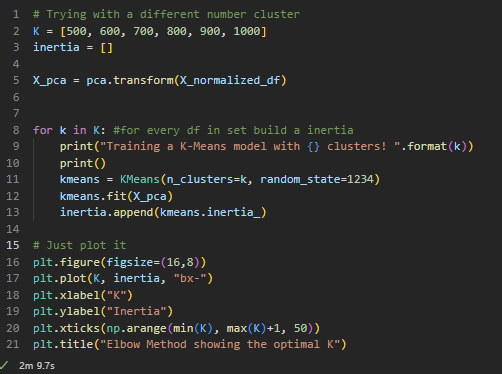 1 # Trying with a different number cluster
2 K = [500, 600, 700, 800, 900, 1000]
3 inertia = []
4
5 X_pca = pca.transform(X_normalized_df)
6
7
8 for k in K: #for every df in set build a inertia
9     print("Training a K-Means model with {} clusters! ".format(k))
10     print()
11     kmeans = KMeans(n_clusters=k, random_state=1234)
12     kmeans.fit(X_pca)
13     inertia.append(kmeans.inertia_)
14
15 # Just plot it
16 plt.figure(figsize=(16,8))
17 plt.plot(K, inertia, "bx-")
18 plt.xlabel("K")
19 plt.ylabel("Inertia")
20 plt.xticks(np.arange(min(K), max(K)+1, 50))
21 plt.title("Elbow Method showing the optimal K")
✓ 2m 9.7s